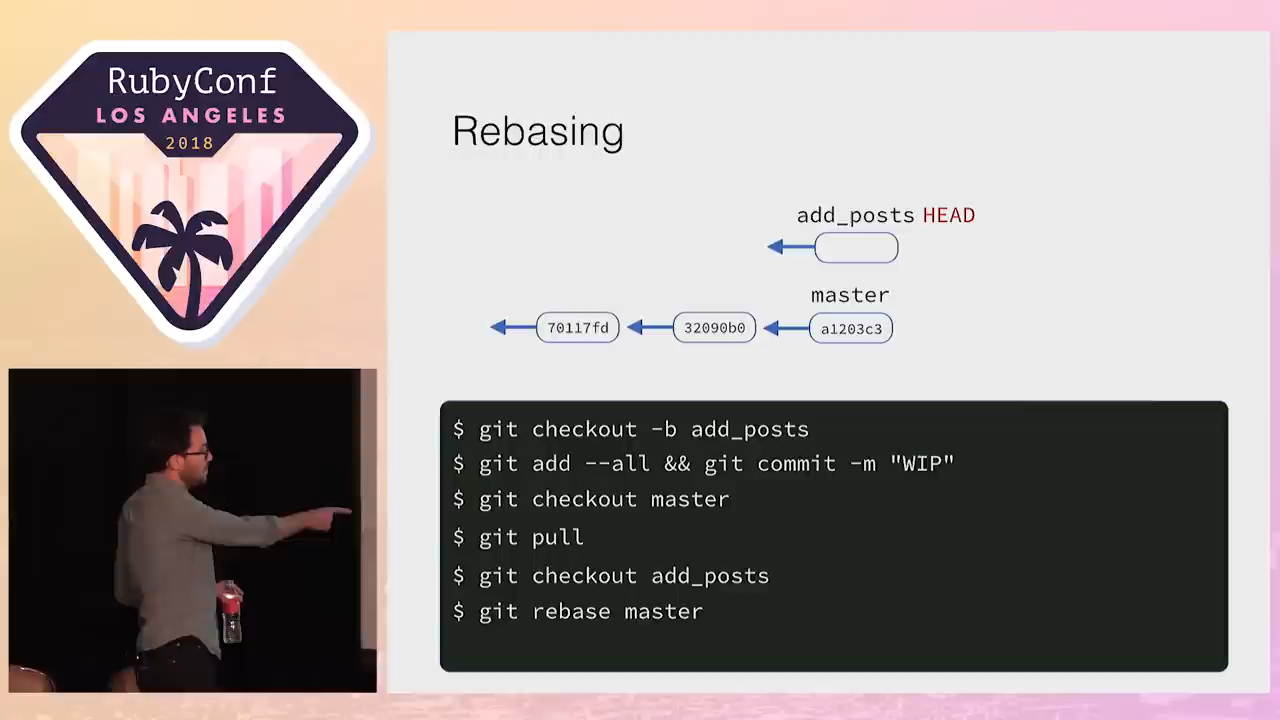 RubyConf
LOS ANGELES
2018
Rebasing
add_posts HEAD
master
70117fd
32090b0
a1203c3
$ git checkout -b add_posts
$ git add --all && git commit -m "WIP"
$ git checkout master
$ git pull
$ git checkout add_posts
$ git rebase master